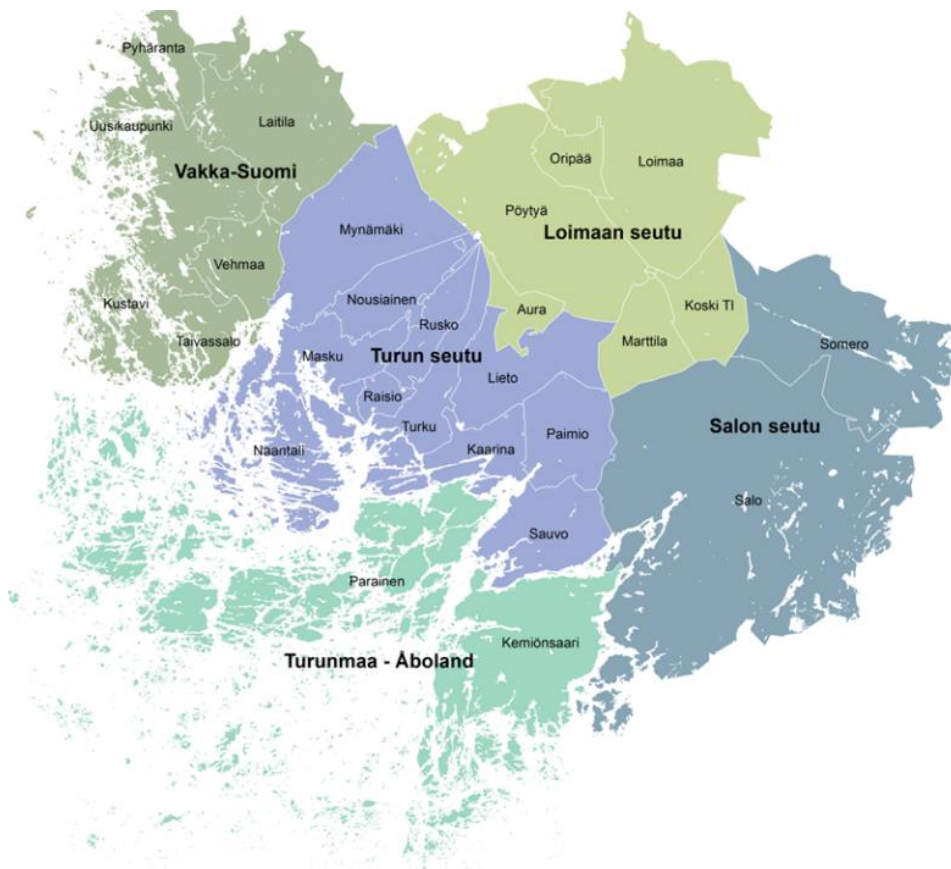 Pyhäranta
Uusikaupunki
Laitila
Vakka-Suomi
Vehmaa
Kustavi
Taivassalo
Oripää
Loimaa
Pöytyä
Loimaan seutu
Aura
Koski Tl
Marttila
Mynämäki
Nousiainen
Rusko
Masku
Turun seutu
Lieto
Raisio
Turku
Naantali
Kaarina
Paimio
Sauvo
Somero
Salon seutu
Salo
Parainen
Kemiönsaari
Turunmaa - Åboland